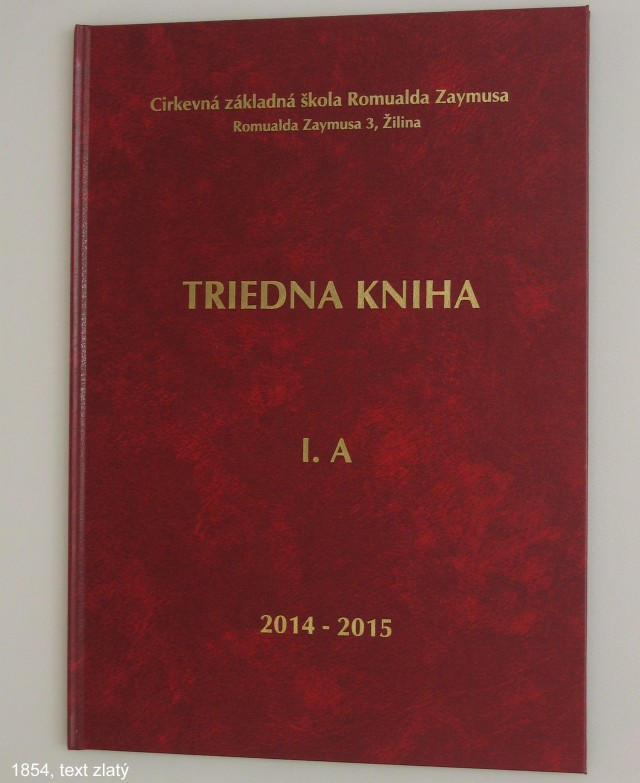 Cirkevná základná škola Romualda Zaymusa
Romualda Zaymusa 3, Žilina
TRIEDNA KNIHA
I. A
2014 - 2015
1854, text zlatý